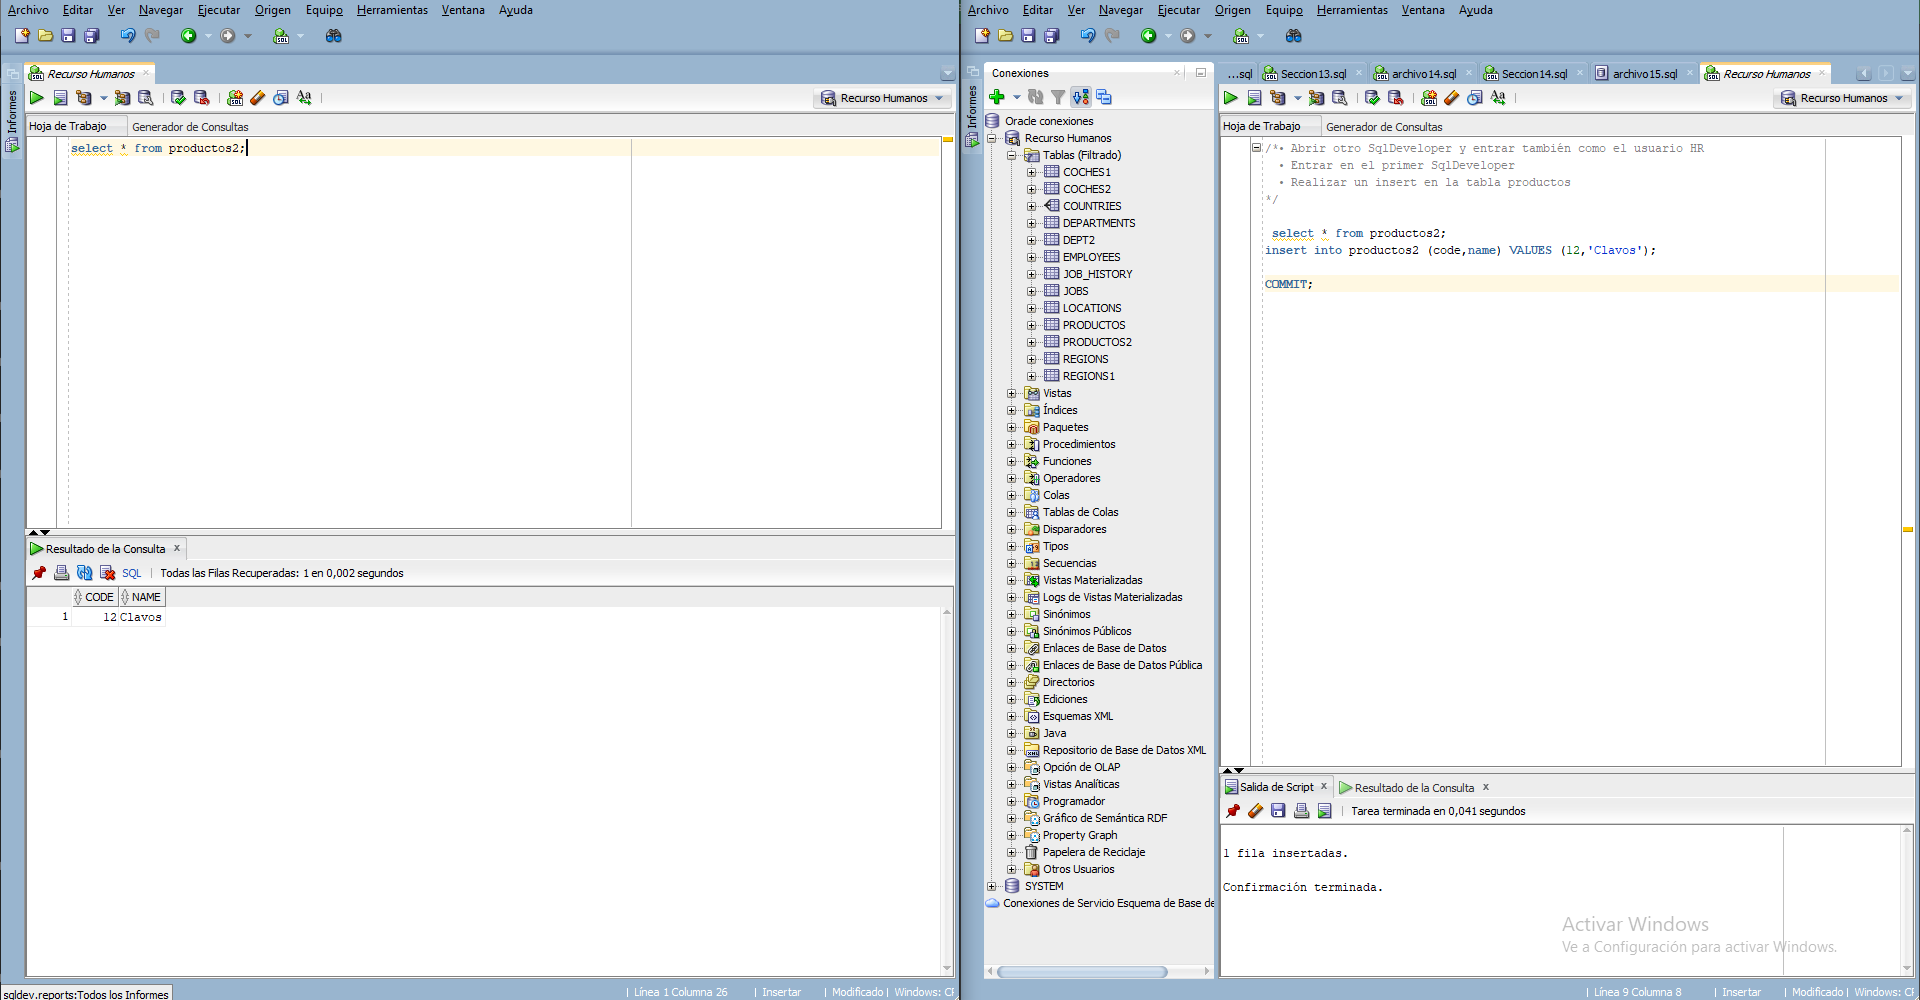 Archivo Editar Ver Navegar Ejecutar Origen Equipo Herramientas Ventana Ayuda
Recurso Humanos
Informes
Recurso Humanos
Hoja de Trabajo Generador de Consultas
select * from productos2;
Resultado de la Consulta x
SQL | Todas las Filas Recuperadas: 1 en 0,002 segundos
CODE NAME
1 12 Clavos
sqldev.reports:Todos los Informes
| Línea 1 Columna 26 | Insertar | Modificado | Windows: CF
Archivo Editar Ver Navegar Ejecutar Origen Equipo Herramientas Ventana Ayuda
Informes
Conexiones
Oracle conexiones
Recurso Humanos
Tablas (Filtrado)
COCHES1
COCHES2
COUNTRIES
DEPARTMENTS
DEPT2
EMPLOYEES
JOB_HISTORY
JOBS
LOCATIONS
PRODUCTOS
PRODUCTOS2
REGIONS
REGIONS1
Vistas
Índices
Paquetes
Procedimientos
Funciones
Operadores
Colas
Tablas de Colas
Disparadores
Tipos
Secuencias
Vistas Materializadas
Logs de Vistas Materializadas
Sinónimos
Sinónimos Públicos
Enlaces de Base de Datos
Enlaces de Base de Datos Pública
Directorios
Ediciones
Esquemas XML
Java
Repositorio de Base de Datos XML
Opción de OLAP
Vistas Analíticas
Programador
Gráfico de Semántica RDF
Property Graph
Papelera de Reciclaje
Otros Usuarios
SYSTEM
Conexiones de Servicio Esquema de Base de
...sql Seccion13.sql archivo14.sql Seccion14.sql archivo15.sql Recurso Humanos
Recurso Humanos
Hoja de Trabajo Generador de Consultas
/*• Abrir otro SqlDeveloper y entrar también como el usuario HR
• Entrar en el primer SqlDeveloper
• Realizar un insert en la tabla productos
*/
select * from productos2;
insert into productos2 (code,name) VALUES (12,'Clavos');
COMMIT;
Salida de Script x Resultado de la Consulta x
| Tarea terminada en 0,041 segundos
1 fila insertadas.
Confirmación terminada.
Activar Windows
Ve a Configuración para activar Windows.
| Línea 9 Columna 8 | Insertar | Modificado | Windows: CF